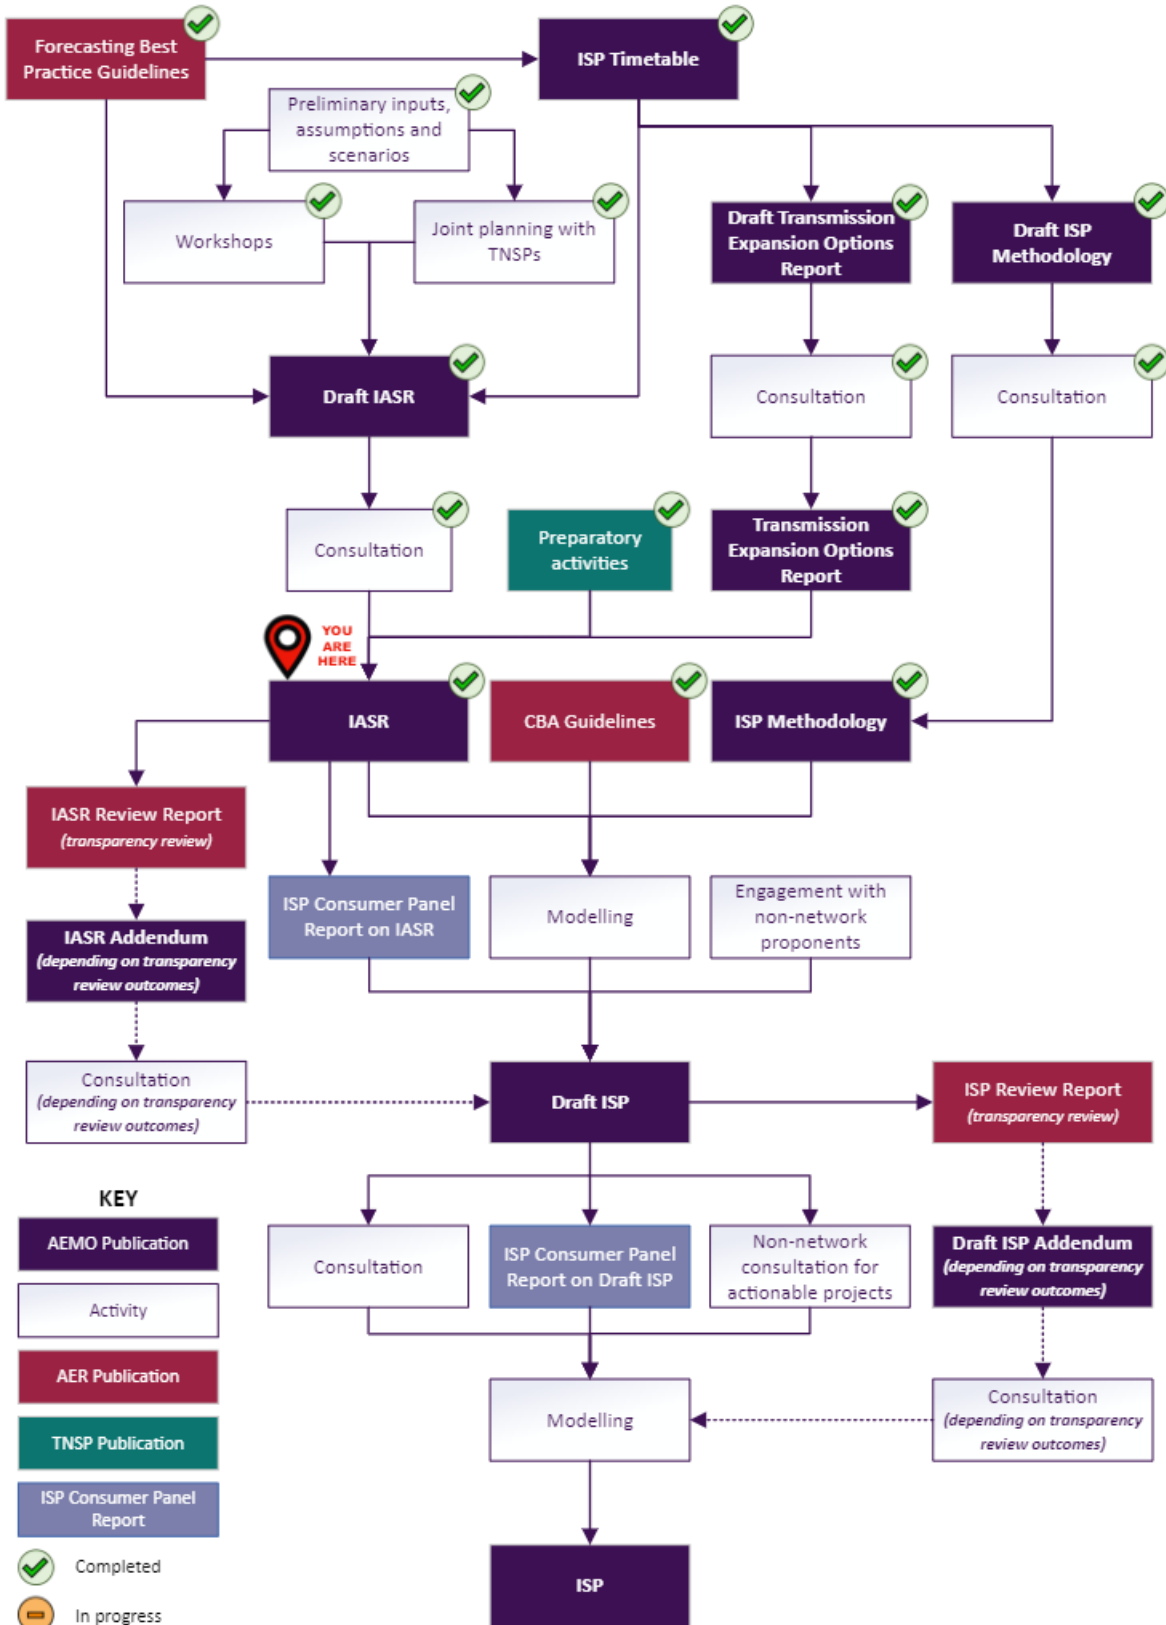 Forecasting Best
Practice Guidelines
ISP Timetable
Preliminary inputs,
assumptions and
scenarios
Workshops
Joint planning with
TNSPs
Draft Transmission
Expansion Options
Report
Draft ISP
Methodology
Draft IASR
Consultation
Consultation
Consultation
Preparatory
activities
Transmission
Expansion Options
Report
YOU
ARE
HERE
IASR
CBA Guidelines
ISP Methodology
IASR Review Report
(transparency review)
ISP Consumer Panel
Report on IASR
Modelling
Engagement with
non-network
proponents
IASR Addendum
(depending on transparency
review outcomes)
Consultation
(depending on transparency
review outcomes)
Draft ISP
ISP Review Report
(transparency review)
Consultation
ISP Consumer Panel
Report on Draft ISP
Non-network
consultation for
actionable projects
Draft ISP Addendum
(depending on transparency
review outcomes)
Modelling
Consultation
(depending on transparency
review outcomes)
ISP
KEY
AEMO Publication
Activity
AER Publication
TNSP Publication
ISP Consumer Panel
Report
Completed
In progress